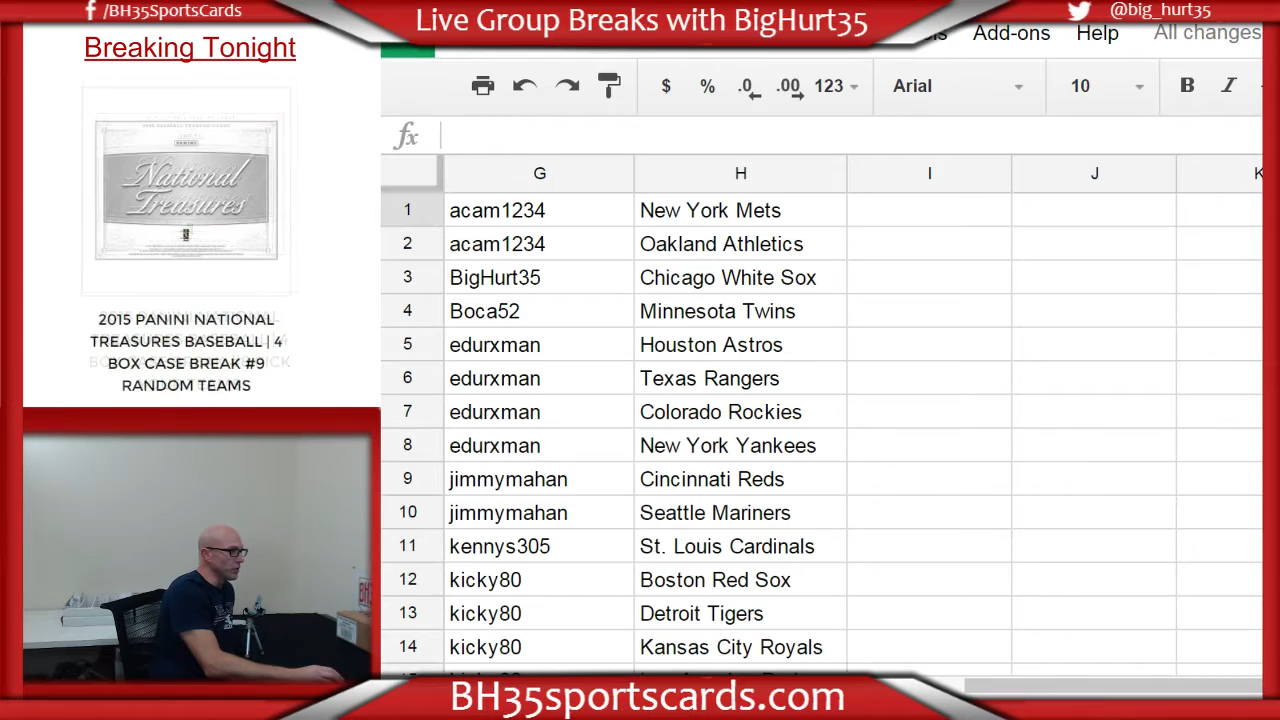 /BH35SportsCards
Live Group Breaks with BigHurt35
@big_hurt35
Breaking Tonight
National
Treasures
2015 PANINI NATIONAL
TREASURES BASEBALL | 4
BOX CASE BREAK #9
RANDOM TEAMS
Add-ons Help All changes
$ % .0 .00 123 Arial 10 B I
fx
G H I J K
1 acam1234 New York Mets
2 acam1234 Oakland Athletics
3 BigHurt35 Chicago White Sox
4 Boca52 Minnesota Twins
5 edurxman Houston Astros
6 edurxman Texas Rangers
7 edurxman Colorado Rockies
8 edurxman New York Yankees
9 jimmymahan Cincinnati Reds
10 jimmymahan Seattle Mariners
11 kennys305 St. Louis Cardinals
12 kicky80 Boston Red Sox
13 kicky80 Detroit Tigers
14 kicky80 Kansas City Royals
BH35sportscards.com